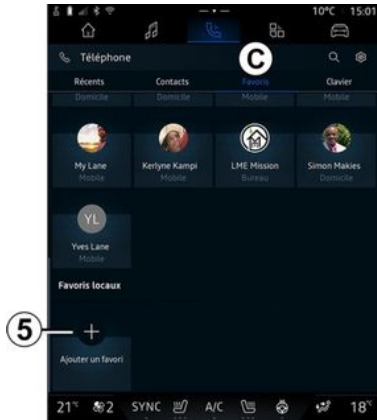 10°C 15:01
Téléphone
C
Récents Contacts Favoris Clavier
Domicile Domicile Mobile Mobile
My Lane Kerlyne Kampi LME Mission Simon Makies
Mobile Mobile Bureau Domicile
YL
Yves Lane
Mobile
Favoris locaux
5
Ajouter un favori
21°C 2 SYNC A/C 18°C